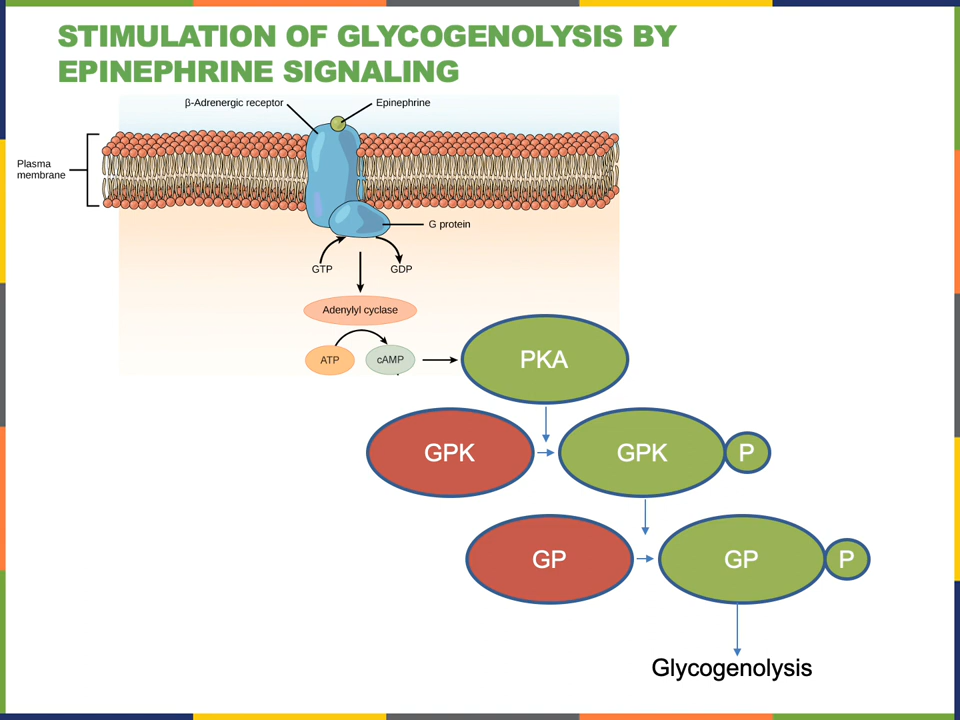 STIMULATION OF GLYCOGENOLYSIS BY
EPINEPHRINE SIGNALING
β-Adrenergic receptor
Epinephrine
Plasma
membrane
G protein
GTP
GDP
Adenylyl cyclase
ATP
cAMP
PKA
GPK
GPK
P
GP
GP
P
Glycogenolysis